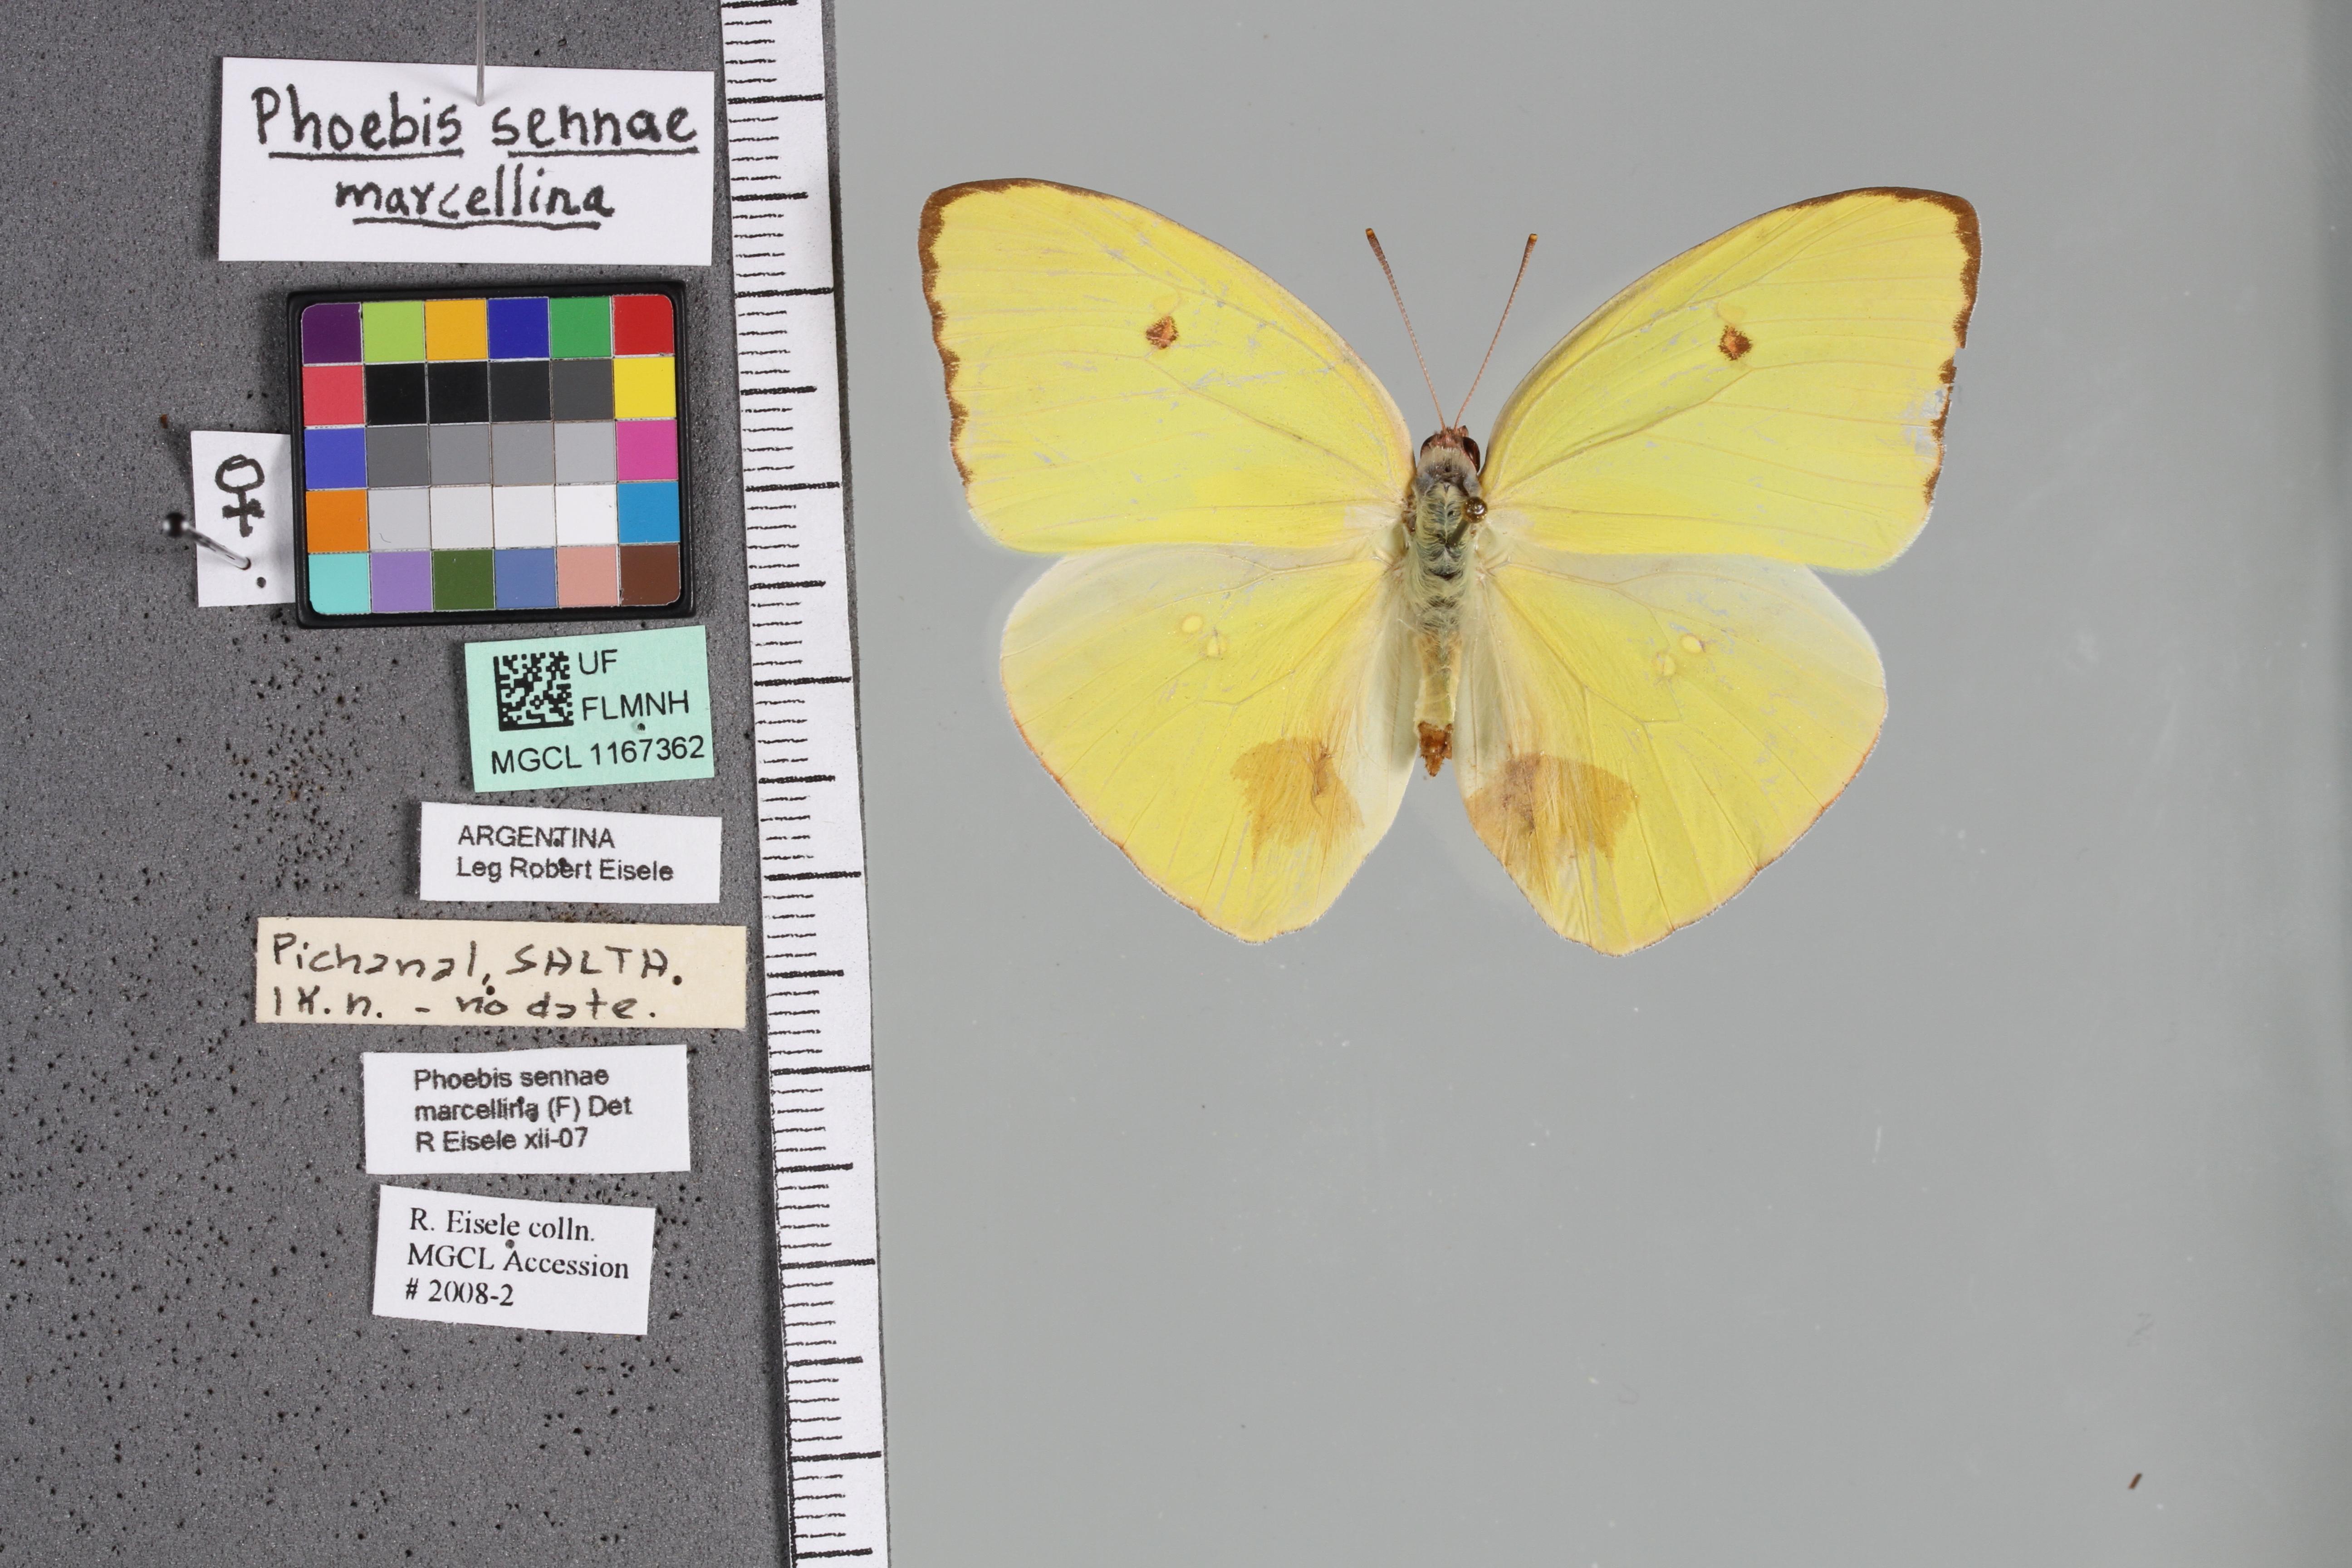 Phoebis sennae
marcellina
♀
UF
FLMNH
MGCL 1167362
ARGENTINA
Leg Robert Eisele
Pichanal, SALTA.
IX.n. - no date.
Phoebis sennae
marcellina (F) Det
R Eisele xii-07
R. Eisele colln.
MGCL Accession
# 2008-2